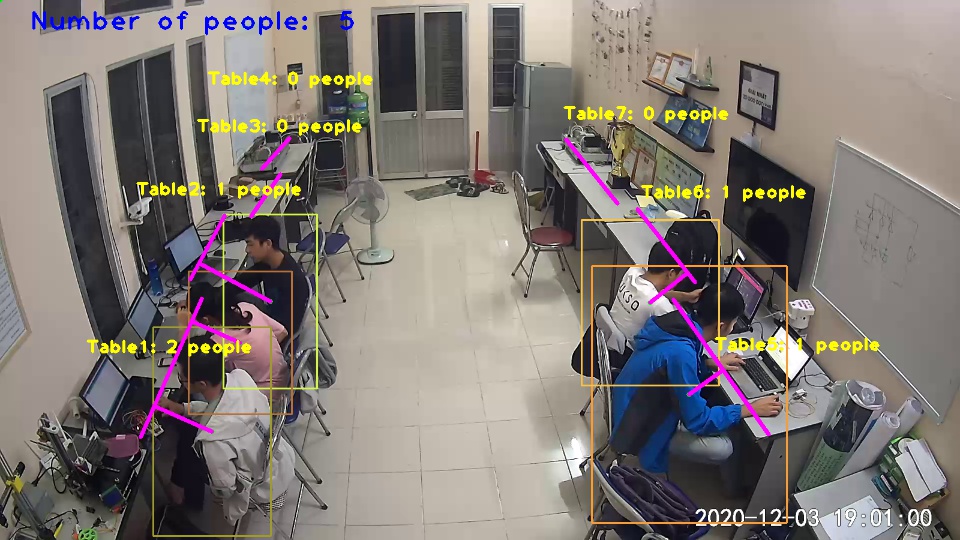 Number of people: 5
Table4: 0 people
Table7: 0 people
Table3: 0 people
Table2: 1 people
Table6: 1 people
Table1: 2 people
Table5: 1 people
2020-12-03 19:01:00